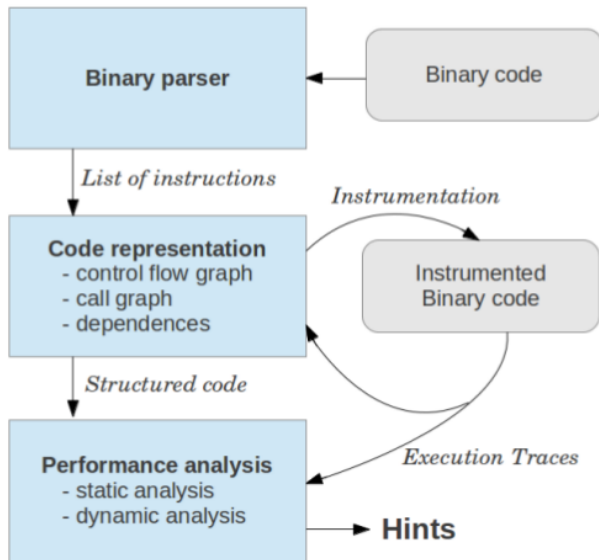 Binary parser
Binary code
List of instructions
Instrumentation
Code representation
- control flow graph
- call graph
- dependences
Instrumented
Binary code
Structured code
Execution Traces
Performance analysis
- static analysis
- dynamic analysis
Hints